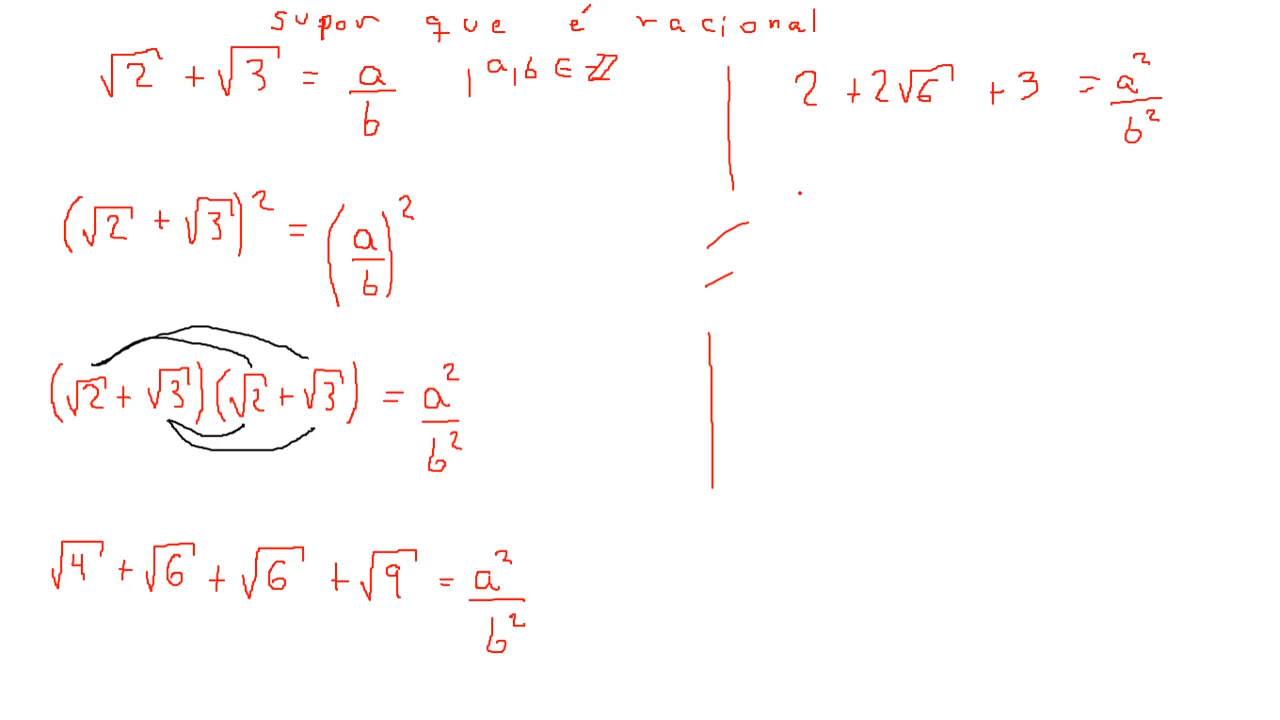 supor que é racional
√2 + √3 = a/b , a,b ∈ ℤ
(√2 + √3)² = (a/b)²
(√2 + √3)(√2 + √3) = a²/b²
√4 + √6 + √6 + √9 = a²/b²
2 + 2√6 + 3 = a²/b²